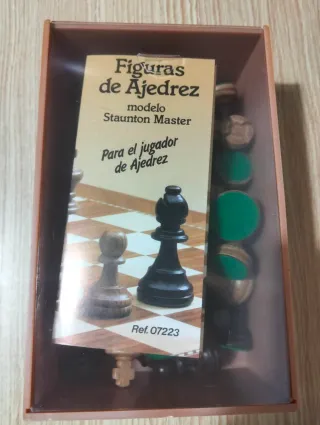 Figuras
de Ajedrez
modelo
Staunton Master
Para el jugador
de Ajedrez
Ref. 07223